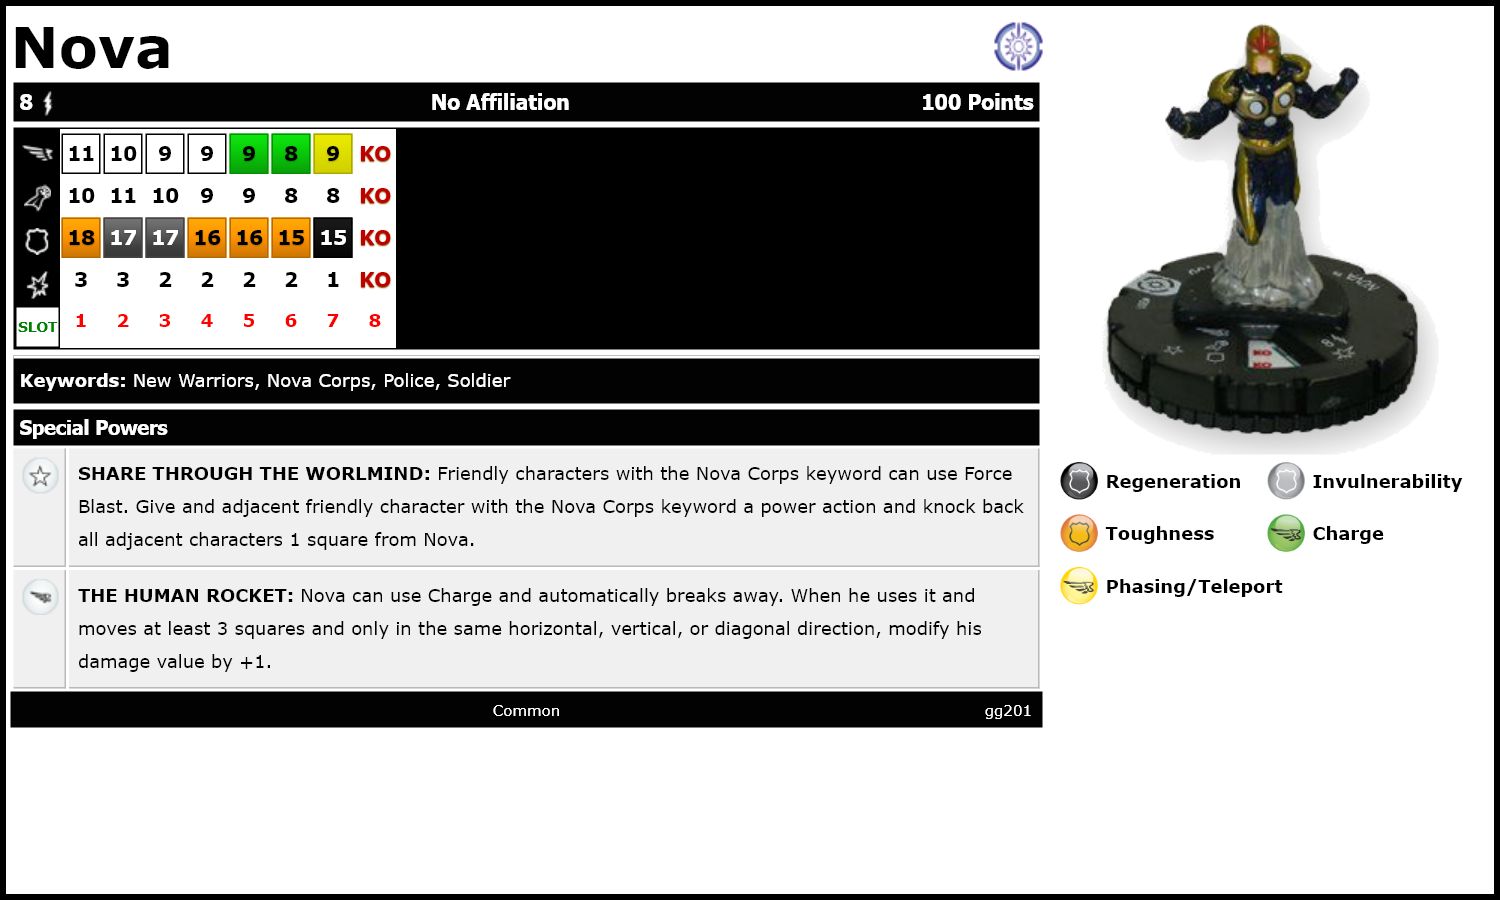 Nova
8 No Affiliation 100 Points
11 10 9 9 9 8 9 KO
10 11 10 9 9 8 8 KO
18 17 17 16 16 15 15 KO
3 3 2 2 2 2 1 KO
SLOT 1 2 3 4 5 6 7 8
Keywords: New Warriors, Nova Corps, Police, Soldier
Special Powers
SHARE THROUGH THE WORLMIND: Friendly characters with the Nova Corps keyword can use Force
Blast. Give and adjacent friendly character with the Nova Corps keyword a power action and knock back
all adjacent characters 1 square from Nova.
THE HUMAN ROCKET: Nova can use Charge and automatically breaks away. When he uses it and
moves at least 3 squares and only in the same horizontal, vertical, or diagonal direction, modify his
damage value by +1.
Common gg201
NOVA
8
KO
KO
Regeneration Invulnerability
Toughness Charge
Phasing/Teleport